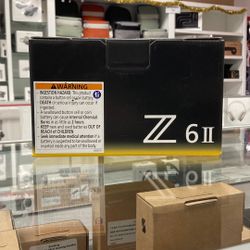 WARNING
INGESTION HAZARD: This product
contains a button cell or coin battery.
DEATH or serious injury can occur if
ingested.
A swallowed button cell or coin
battery can cause Internal Chemical
Burns in as little as 2 hours.
KEEP new and used batteries OUT OF
REACH of CHILDREN
Seek immediate medical attention if a
battery is suspected to be swallowed or
inserted inside any part of the body.
Z 6II